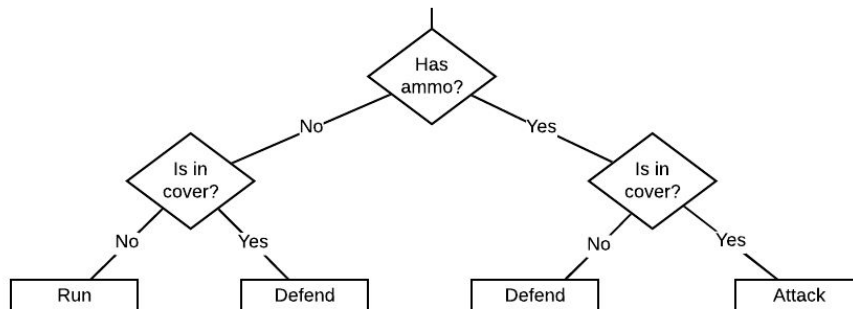 Has
ammo?
No
Yes
Is in
cover?
Is in
cover?
No
Yes
No
Yes
Run
Defend
Defend
Attack